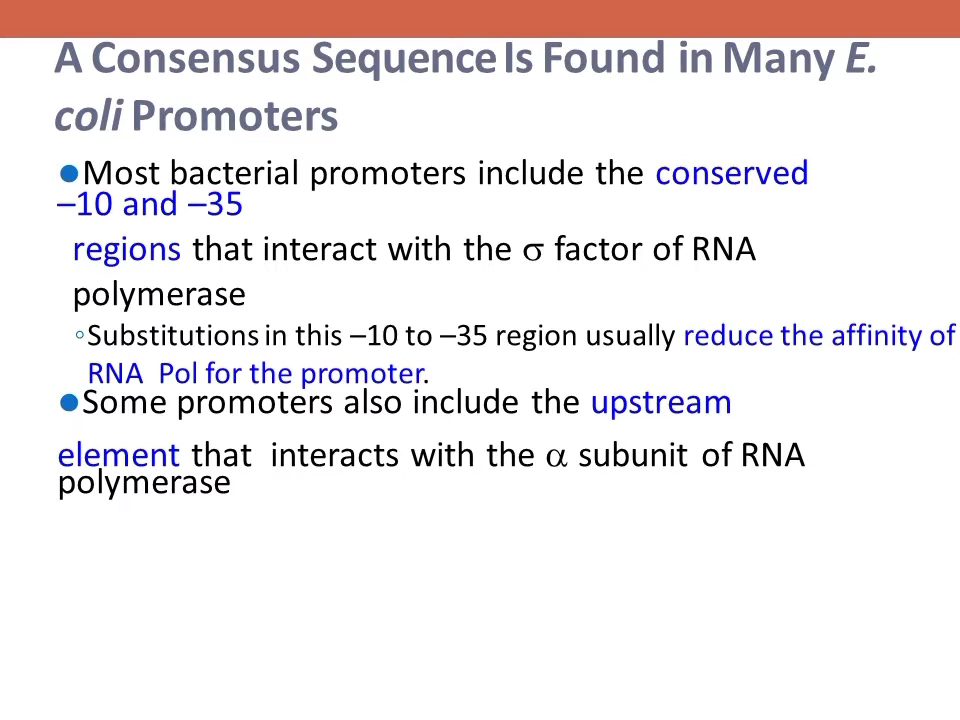 A Consensus Sequence Is Found in Many E.
coli Promoters
●Most bacterial promoters include the conserved
–10 and –35
regions that interact with the σ factor of RNA
polymerase
◦Substitutions in this –10 to –35 region usually reduce the affinity of
RNA Pol for the promoter.
●Some promoters also include the upstream
element that interacts with the α subunit of RNA
polymerase